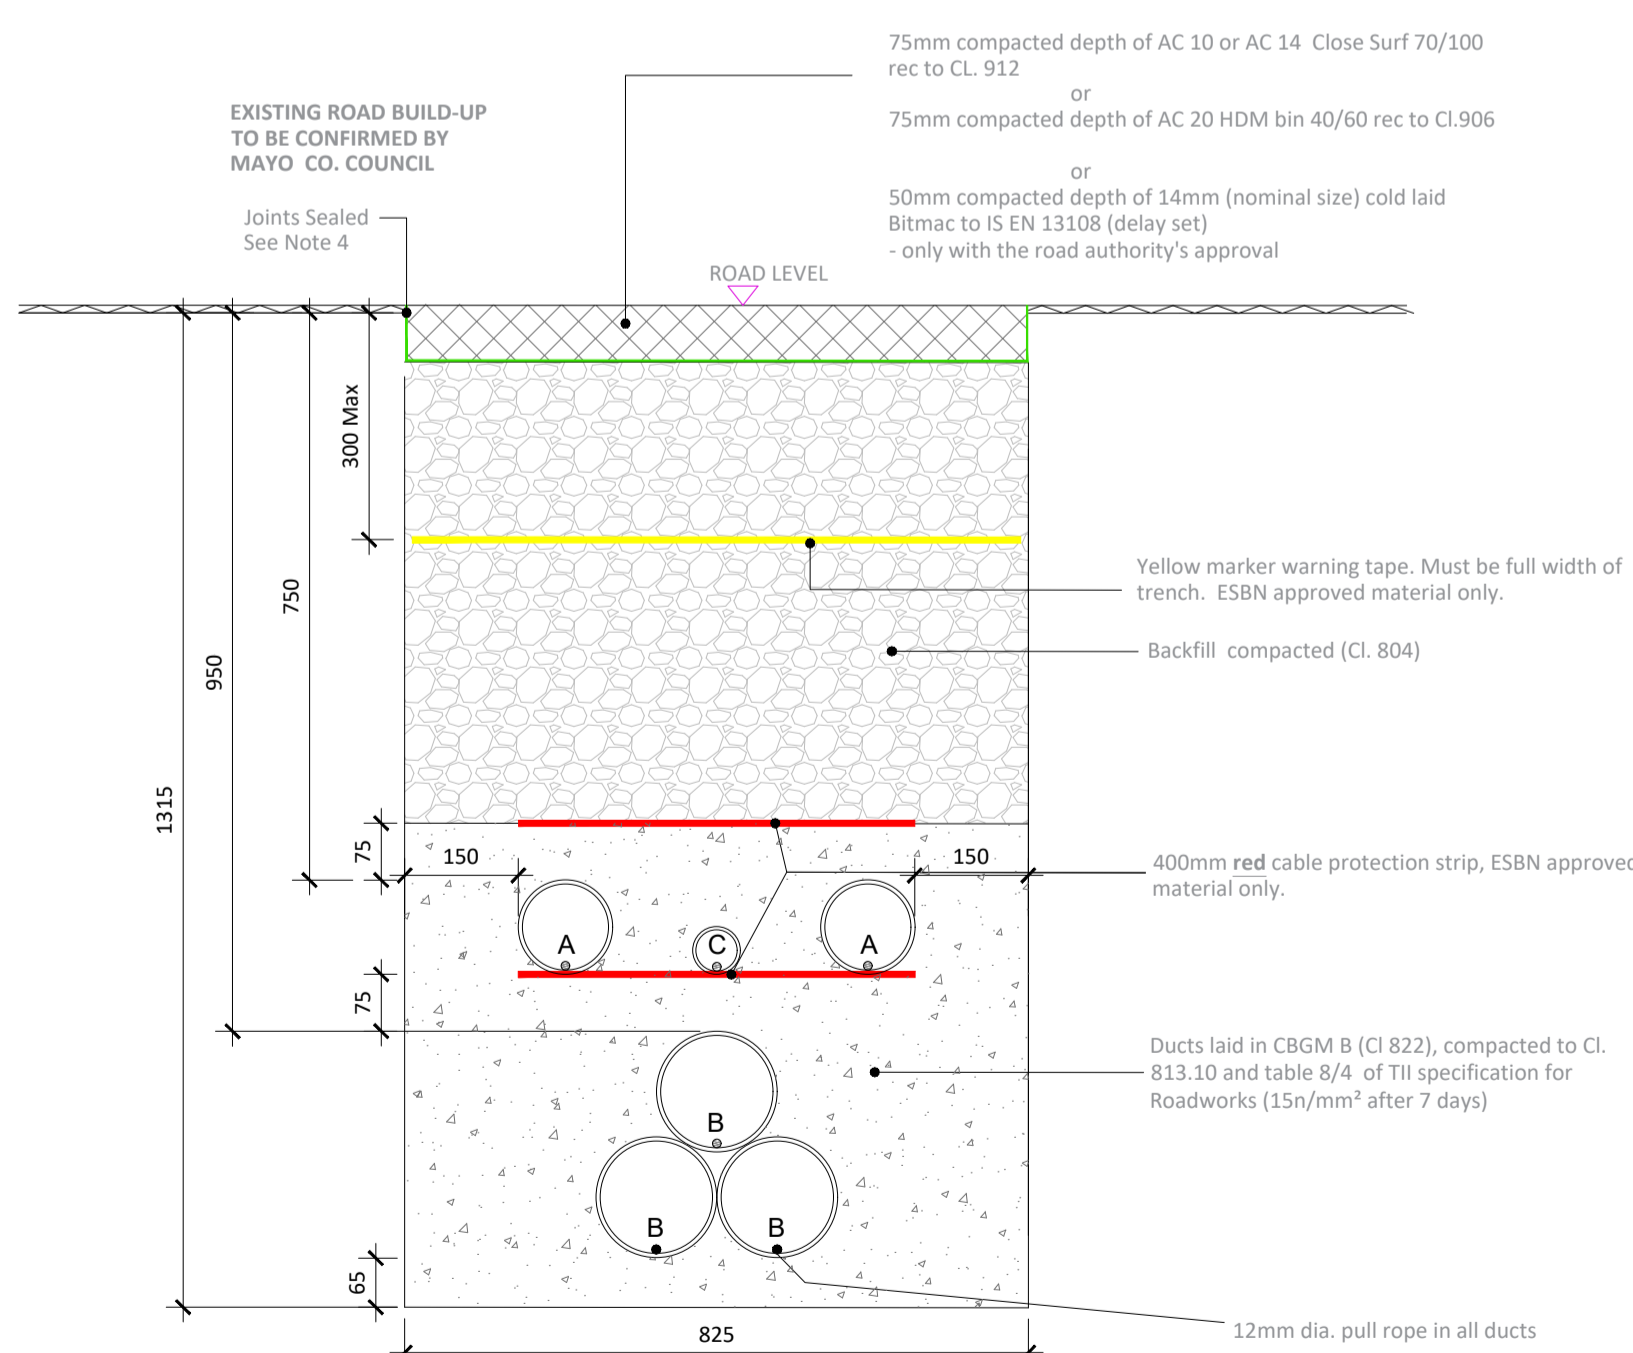 75mm compacted depth of AC 10 or AC 14 Close Surf 70/100
rec to CL. 912
or
75mm compacted depth of AC 20 HDM bin 40/60 rec to Cl.906
or
50mm compacted depth of 14mm (nominal size) cold laid
Bitmac to IS EN 13108 (delay set)
- only with the road authority's approval
EXISTING ROAD BUILD-UP
TO BE CONFIRMED BY
MAYO CO. COUNCIL
Joints Sealed
See Note 4
ROAD LEVEL
300 Max
750
950
1315
Yellow marker warning tape. Must be full width of
trench. ESBN approved material only.
Backfill compacted (Cl. 804)
75
150
150
400mm red cable protection strip, ESBN approved
material only.
A
C
A
75
Ducts laid in CBGM B (Cl 822), compacted to Cl.
813.10 and table 8/4 of TII specification for
Roadworks (15n/mm² after 7 days)
B
B
B
65
825
12mm dia. pull rope in all ducts